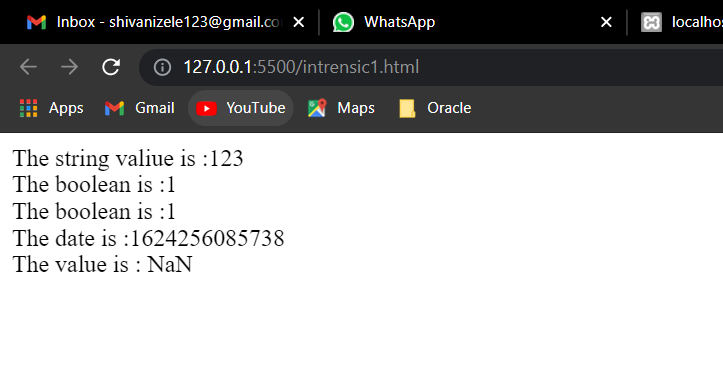 Inbox - shivanizele123@gmail.co
WhatsApp
localhos
127.0.0.1:5500/intrensic1.html
Apps
Gmail
YouTube
Maps
Oracle
The string valiue is :123
The boolean is :1
The boolean is :1
The date is :1624256085738
The value is : NaN